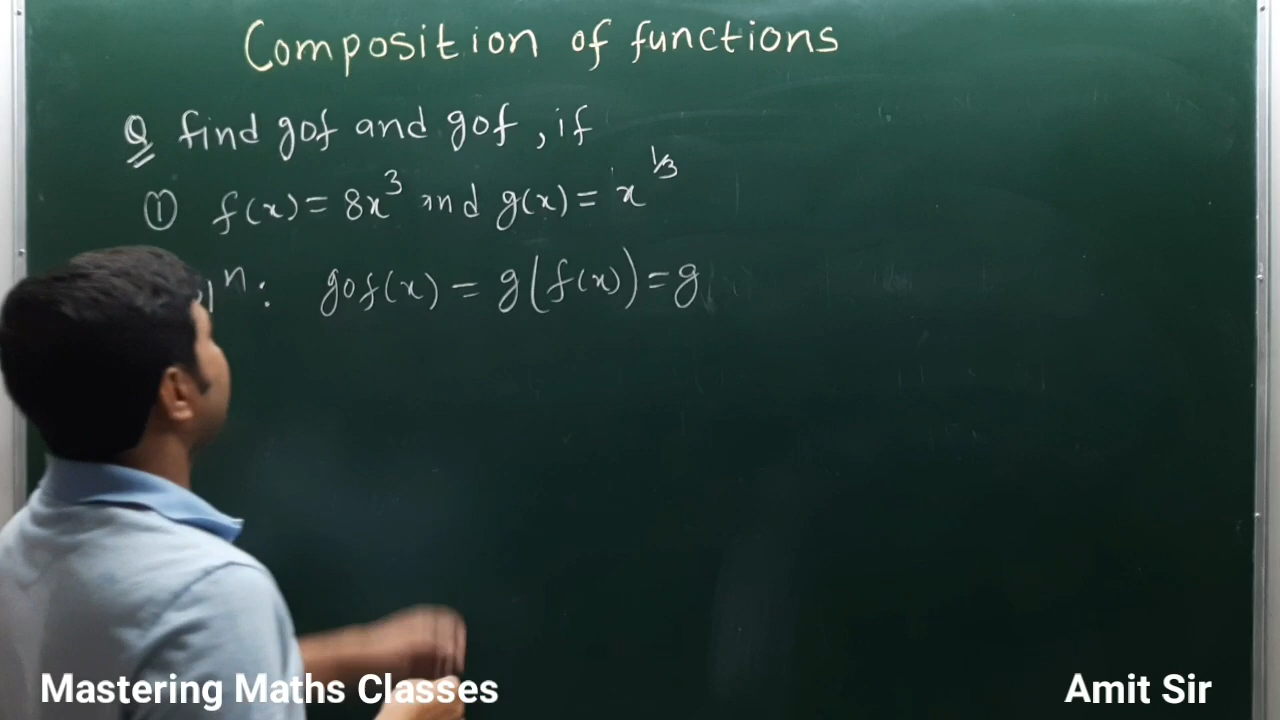 Composition of functions
Q find gof and gof , if
① f(x) = 8x³ and g(x) = x^1/3
ⁿ: gof(x) = g(f(x)) = g
Mastering Maths Classes
Amit Sir